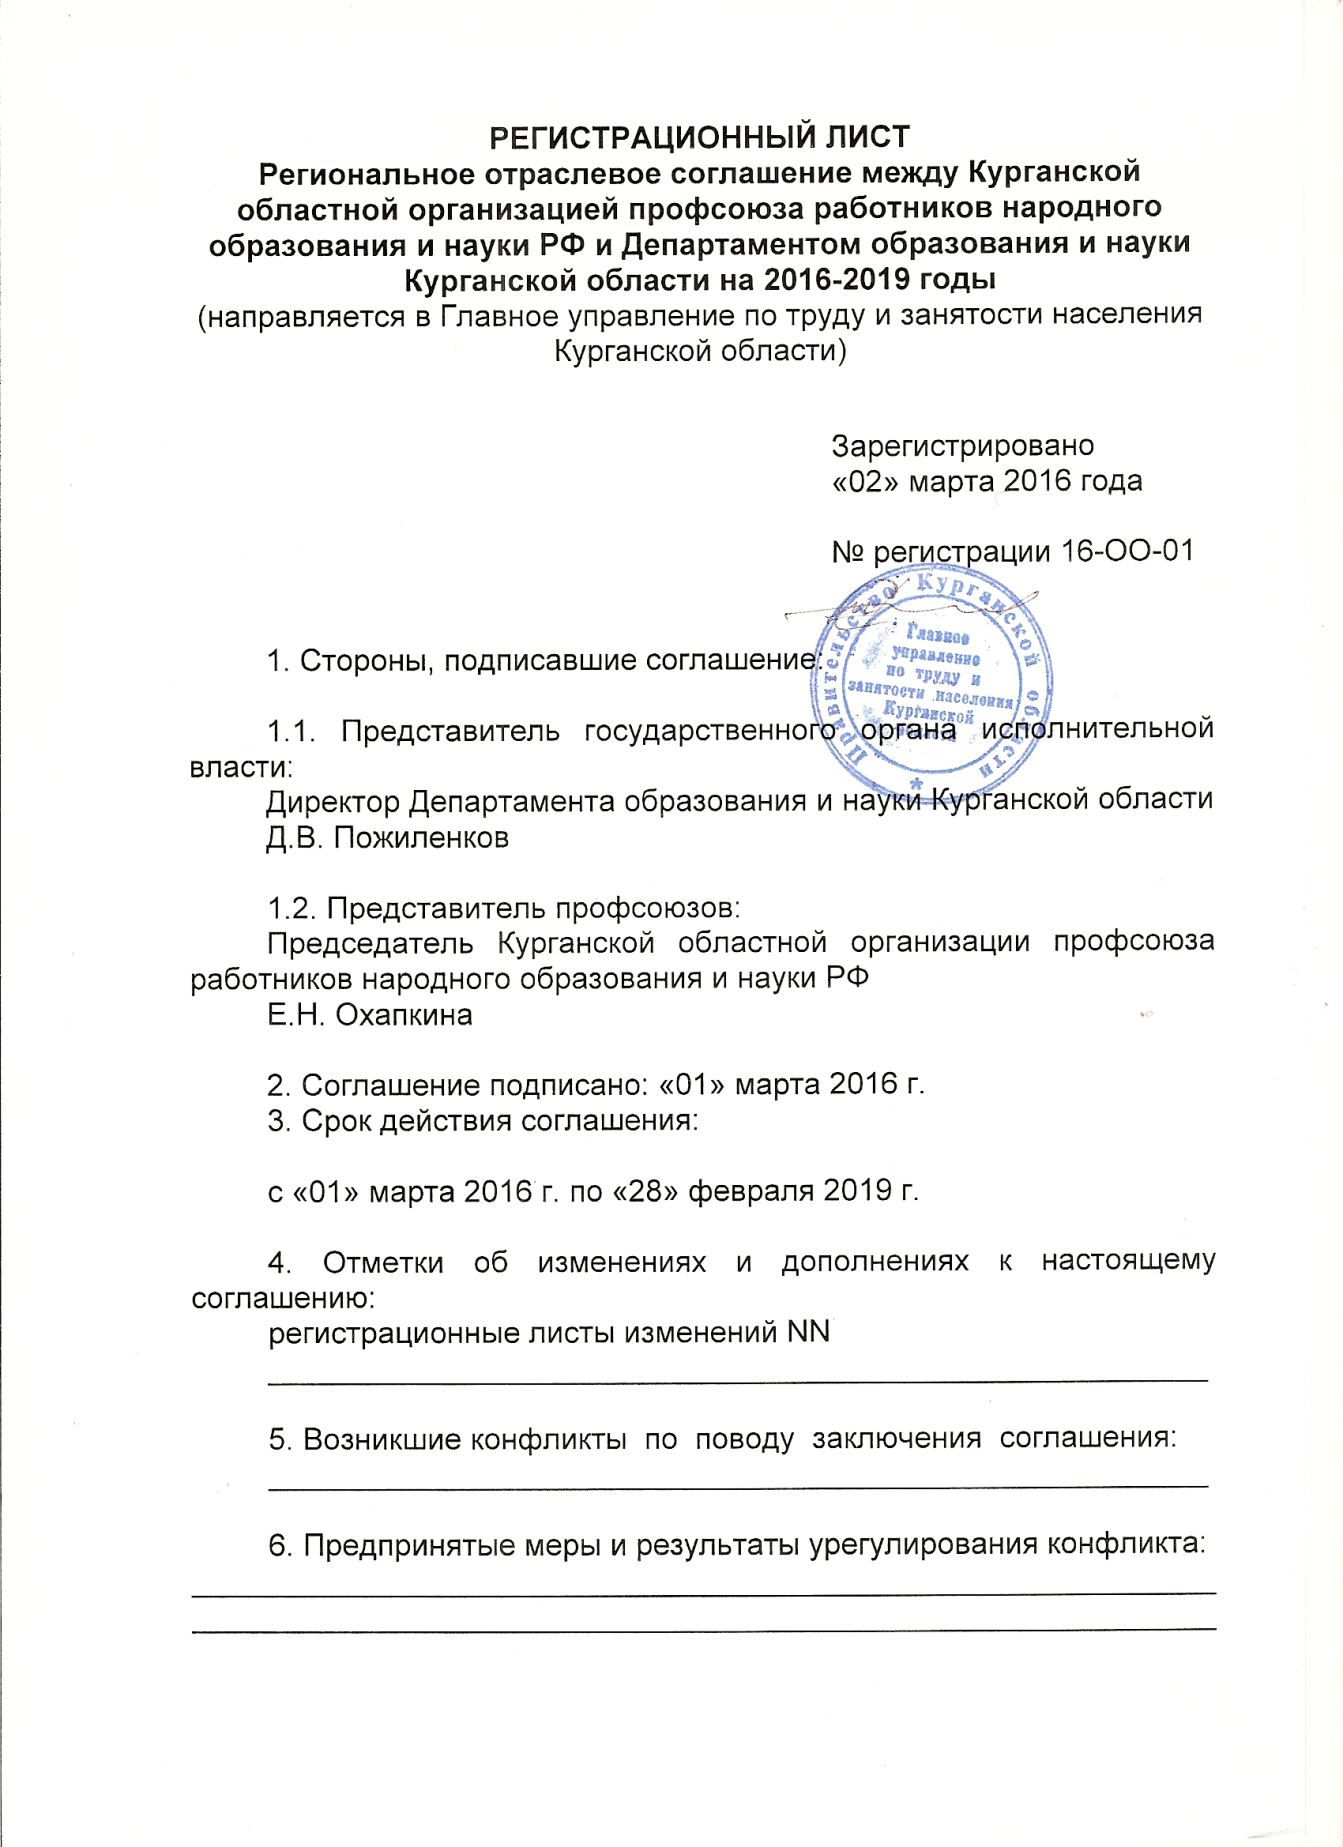 РЕГИСТРАЦИОННЫЙ ЛИСТ
Региональное отраслевое соглашение между Курганской
областной организацией профсоюза работников народного
образования и науки РФ и Департаментом образования и науки
Курганской области на 2016-2019 годы
(направляется в Главное управление по труду и занятости населения
Курганской области)
Зарегистрировано
«02» марта 2016 года
№ регистрации 16-ОО-01
Правительство Курганской области
Главное
управление
по труду и
занятости населения
Курганской
области
1. Стороны, подписавшие соглашение:
1.1. Представитель государственного органа исполнительной
власти:
Директор Департамента образования и науки Курганской области
Д.В. Пожиленков
1.2. Представитель профсоюзов:
Председатель Курганской областной организации профсоюза
работников народного образования и науки РФ
Е.Н. Охапкина
2. Соглашение подписано: «01» марта 2016 г.
3. Срок действия соглашения:
с «01» марта 2016 г. по «28» февраля 2019 г.
4. Отметки об изменениях и дополнениях к настоящему
соглашению:
регистрационные листы изменений NN
5. Возникшие конфликты по поводу заключения соглашения:
6. Предпринятые меры и результаты урегулирования конфликта: